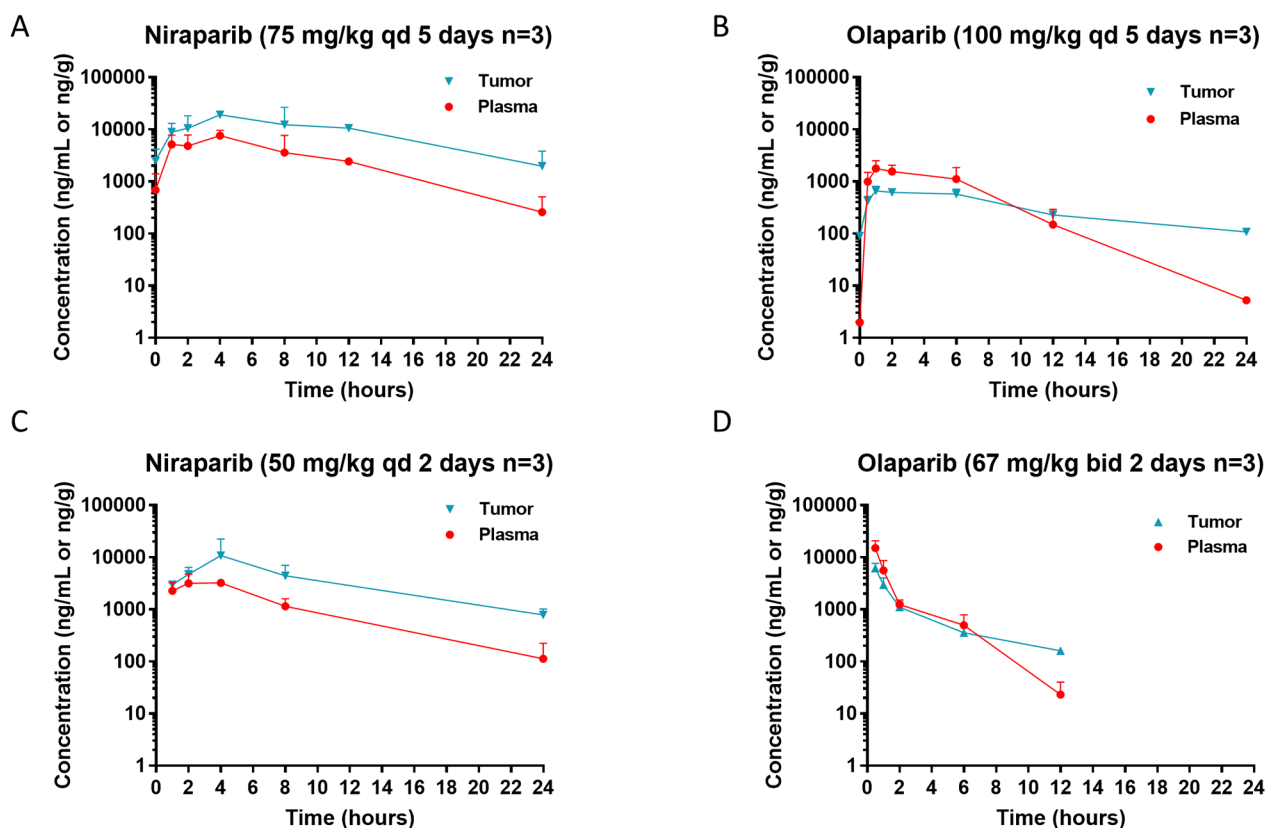 A
Niraparib (75 mg/kg qd 5 days n=3)
Concentration (ng/mL or ng/g)
100000
10000
1000
100
10
1
Tumor
Plasma
0 2 4 6 8 10 12 14 16 18 20 22 24
Time (hours)
B
Olaparib (100 mg/kg qd 5 days n=3)
Concentration (ng/mL or ng/g)
100000
10000
1000
100
10
1
Tumor
Plasma
0 2 4 6 8 10 12 14 16 18 20 22 24
Time (hours)
C
Niraparib (50 mg/kg qd 2 days n=3)
Concentration (ng/mL or ng/g)
100000
10000
1000
100
10
1
Tumor
Plasma
0 2 4 6 8 10 12 14 16 18 20 22 24
Time (hours)
D
Olaparib (67 mg/kg bid 2 days n=3)
Concentration (ng/mL or ng/g)
100000
10000
1000
100
10
1
Tumor
Plasma
0 2 4 6 8 10 12 14 16 18 20 22 24
Time (hours)